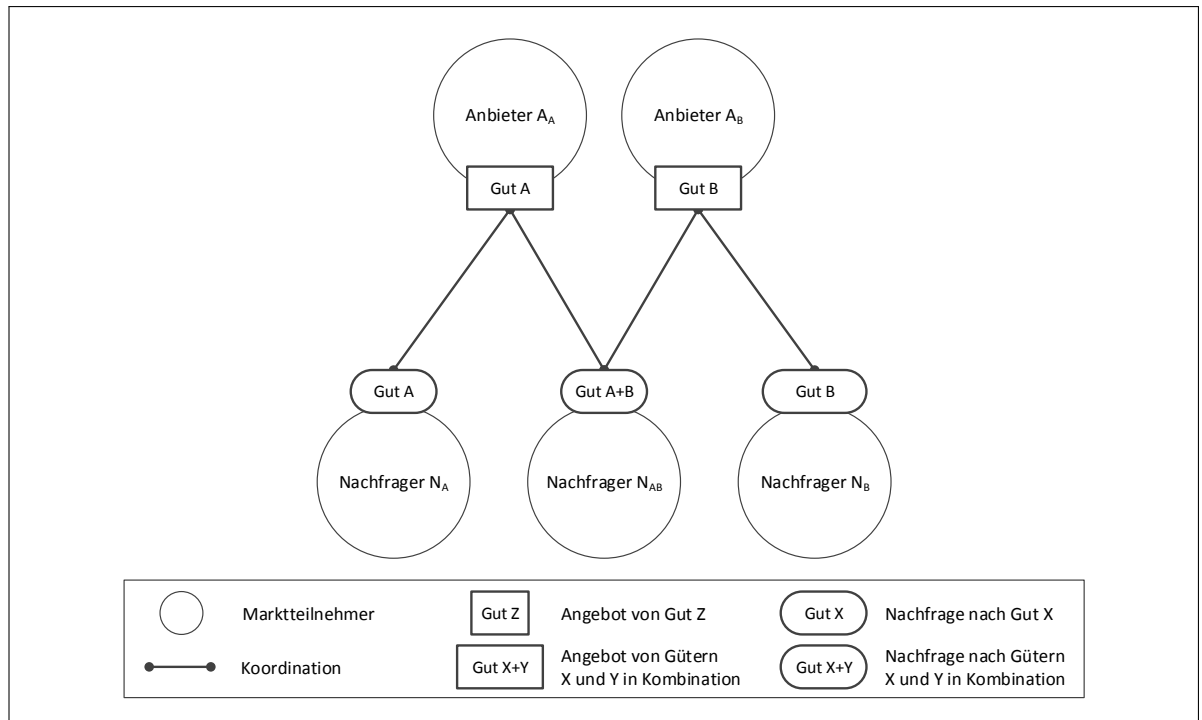 Anbieter A_A
Anbieter A_B
Gut A
Gut B
Gut A
Gut A+B
Gut B
Nachfrager N_A
Nachfrager N_AB
Nachfrager N_B
Marktteilnehmer
Gut Z
Angebot von Gut Z
Gut X
Nachfrage nach Gut X
Koordination
Gut X+Y
Angebot von Gütern
X und Y in Kombination
Gut X+Y
Nachfrage nach Gütern
X und Y in Kombination